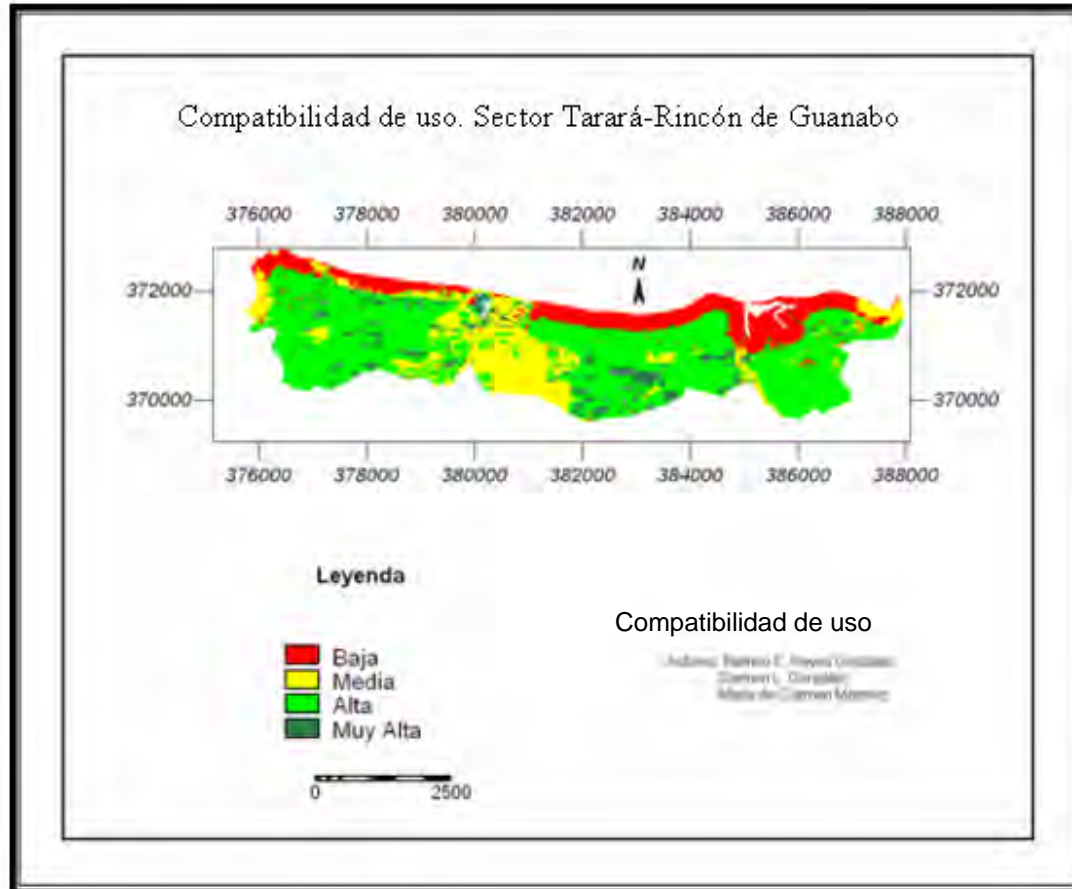 Compatibilidad de uso. Sector Tarará-Rincón de Guanabo
376000 378000 380000 382000 384000 386000 388000
N
372000 372000
370000 370000
376000 378000 380000 382000 384000 386000 388000
Leyenda
Compatibilidad de uso
Baja
Media
Alta
Muy Alta
0 2500